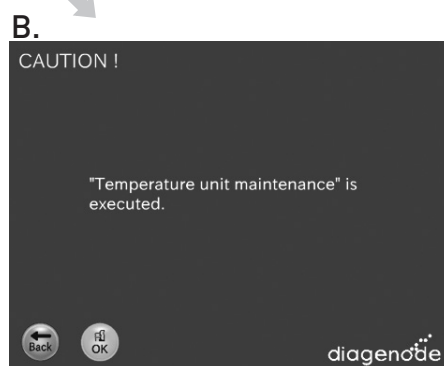 B.
CAUTION !
"Temperature unit maintenance" is
executed.
Back
OK
diagenode